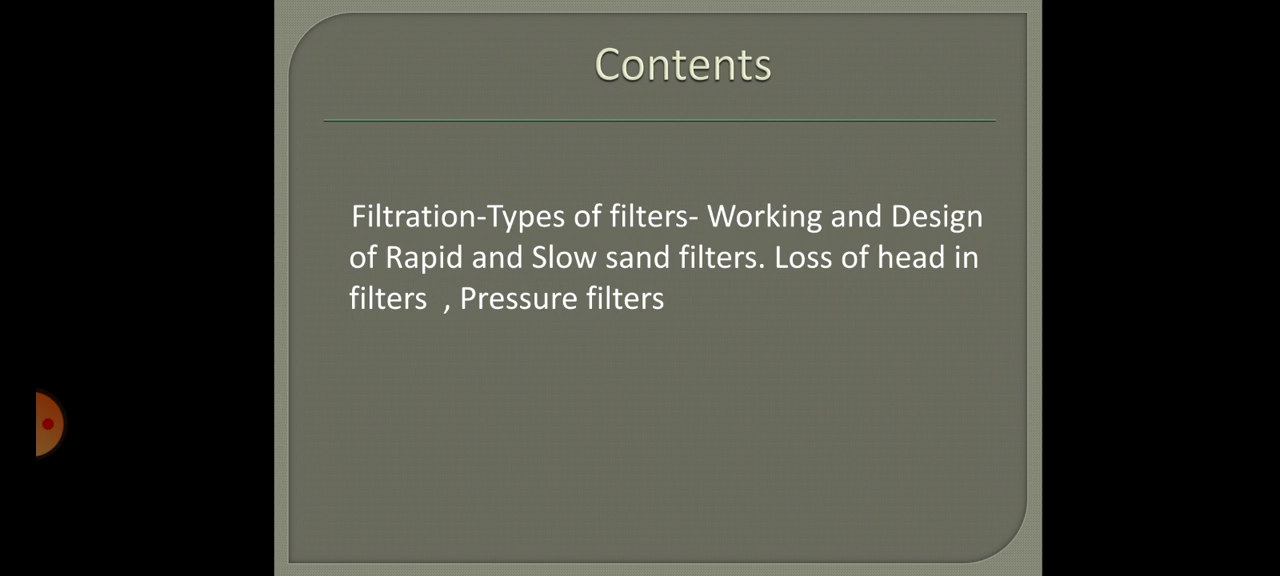 Contents
Filtration-Types of filters- Working and Design
of Rapid and Slow sand filters. Loss of head in
filters , Pressure filters